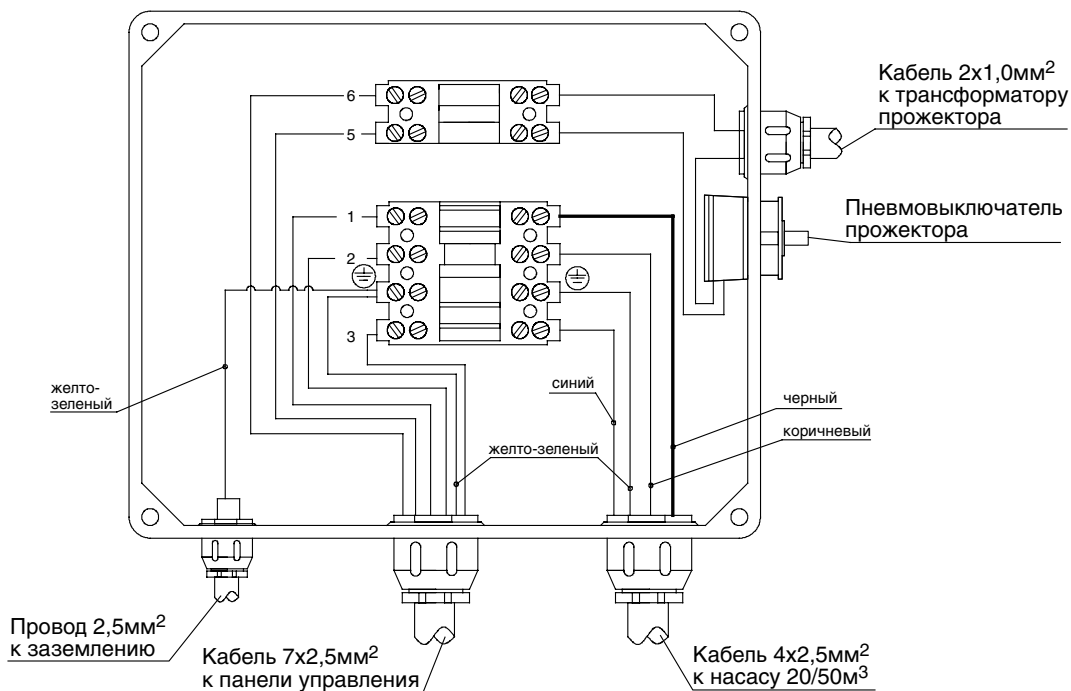 Кабель 2х1,0мм²
к трансформатору
прожектора
6
5
Пневмовыключатель
прожектора
1
2
3
желто-
зеленый
синий
черный
желто-зеленый
коричневый
Провод 2,5мм²
к заземлению
Кабель 7х2,5мм²
к панели управления
Кабель 4х2,5мм²
к насасу 20/50м³